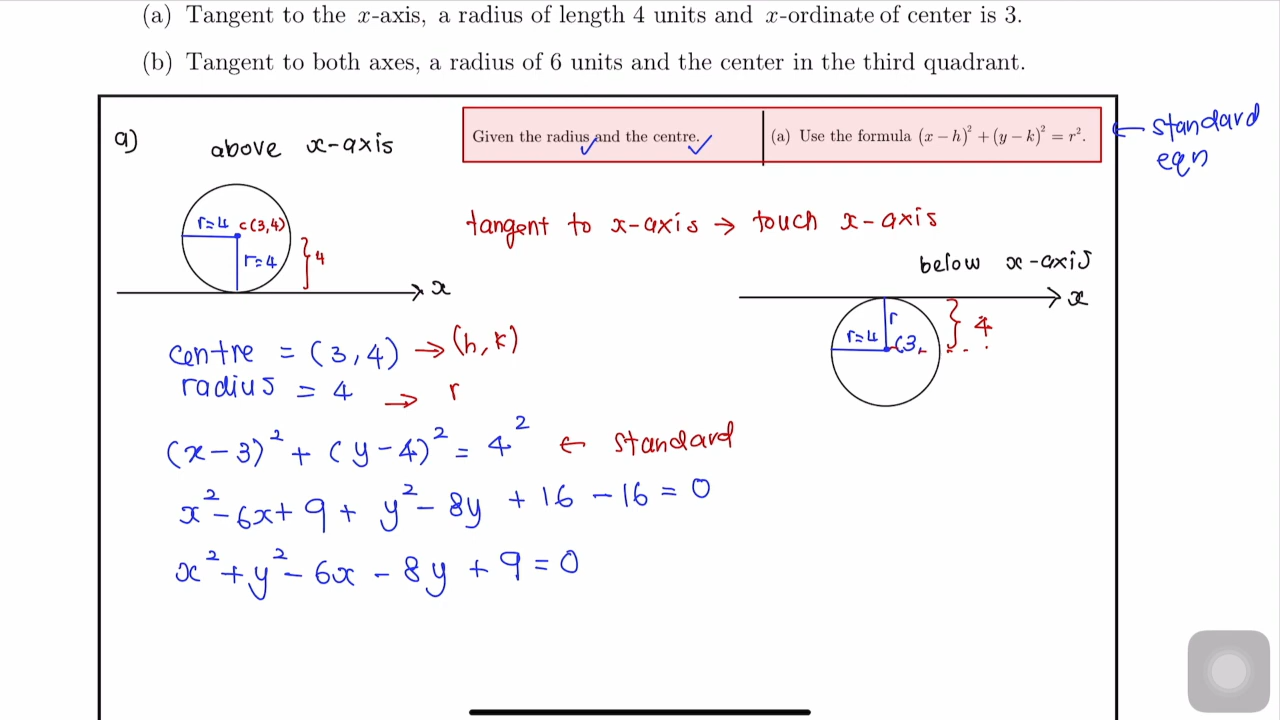 (a) Tangent to the x-axis, a radius of length 4 units and x-ordinate of center is 3.
(b) Tangent to both axes, a radius of 6 units and the center in the third quadrant.
a)
above x-axis
Given the radius and the centre.
(a) Use the formula (x − h)² + (y − k)² = r².
← standard
eqn
r=4 c(3,4)
r=4
} 4
x
tangent to x-axis → touch x-axis
below x-axis
x
r
r=4
(3,
} 4
centre = (3,4) → (h, k)
radius = 4 → r
(x-3)² + (y-4)² = 4² ← standard
x² - 6x + 9 + y² - 8y + 16 - 16 = 0
x² + y² - 6x - 8y + 9 = 0